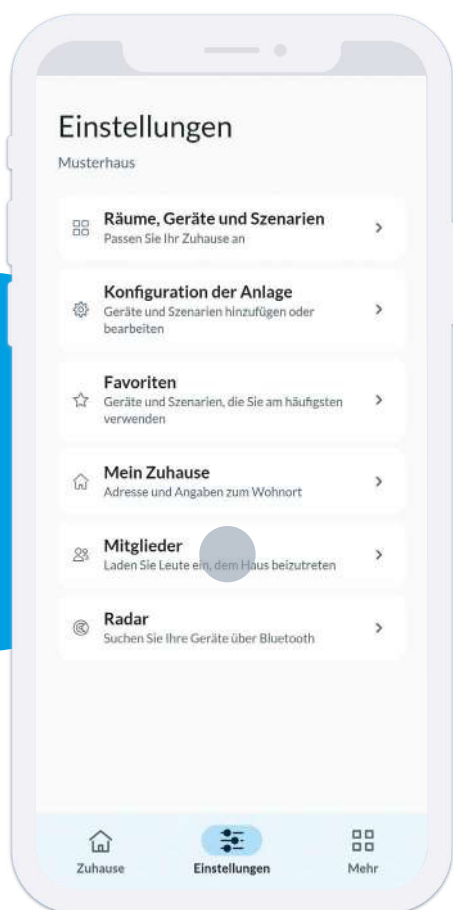 Einstellungen
Musterhaus
Räume, Geräte und Szenarien
Passen Sie Ihr Zuhause an
Konfiguration der Anlage
Geräte und Szenarien hinzufügen oder
bearbeiten
Favoriten
Geräte und Szenarien, die Sie am häufigsten
verwenden
Mein Zuhause
Adresse und Angaben zum Wohnort
Mitglieder
Laden Sie Leute ein, dem Haus beizutreten
Radar
Suchen Sie Ihre Geräte über Bluetooth
Zuhause
Einstellungen
Mehr